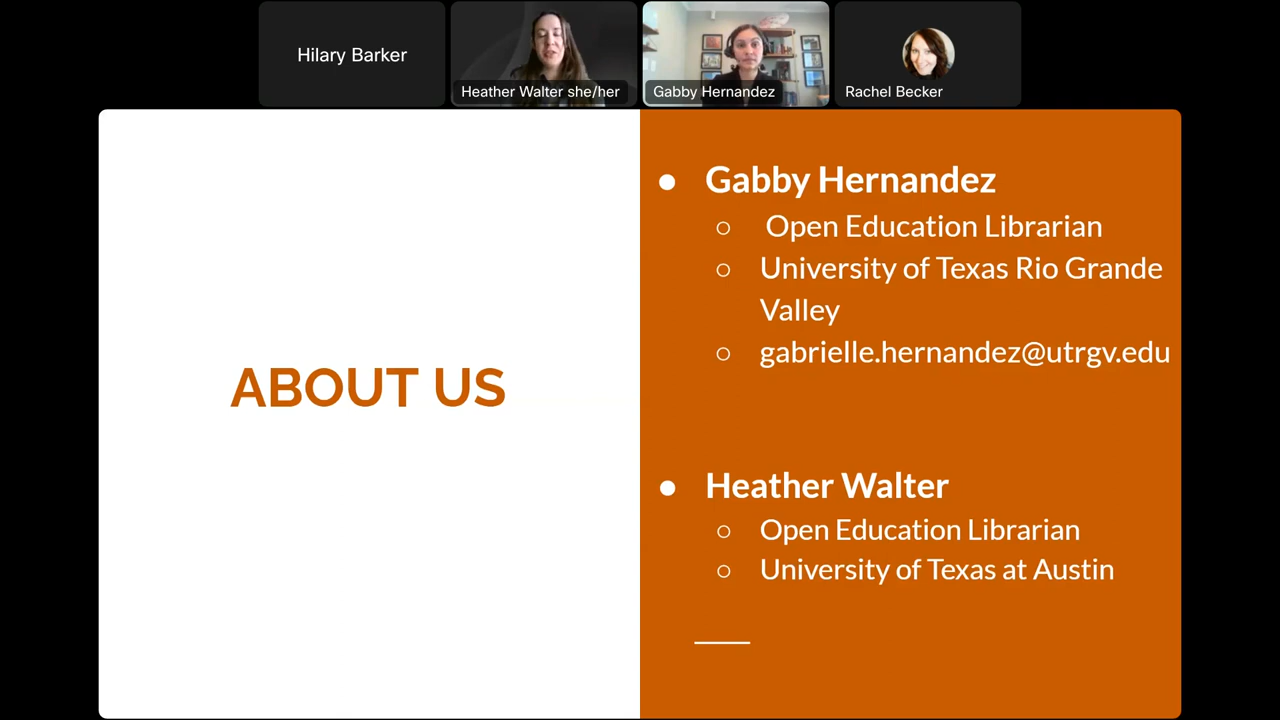 Hilary Barker
Heather Walter she/her
Gabby Hernandez
Rachel Becker
ABOUT US
● Gabby Hernandez
○ Open Education Librarian
○ University of Texas Rio Grande
Valley
○ gabrielle.hernandez@utrgv.edu
● Heather Walter
○ Open Education Librarian
○ University of Texas at Austin